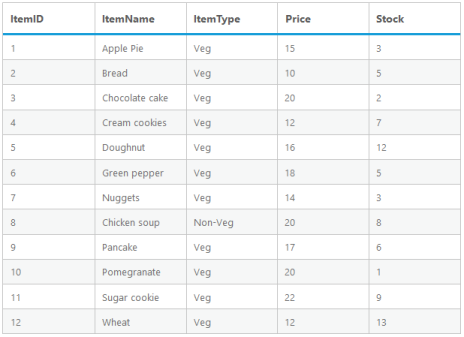 ItemID ItemName ItemType Price Stock
1 Apple Pie Veg 15 3
2 Bread Veg 10 5
3 Chocolate cake Veg 20 2
4 Cream cookies Veg 12 7
5 Doughnut Veg 16 12
6 Green pepper Veg 18 5
7 Nuggets Veg 14 3
8 Chicken soup Non-Veg 20 8
9 Pancake Veg 17 6
10 Pomegranate Veg 20 1
11 Sugar cookie Veg 22 9
12 Wheat Veg 12 13